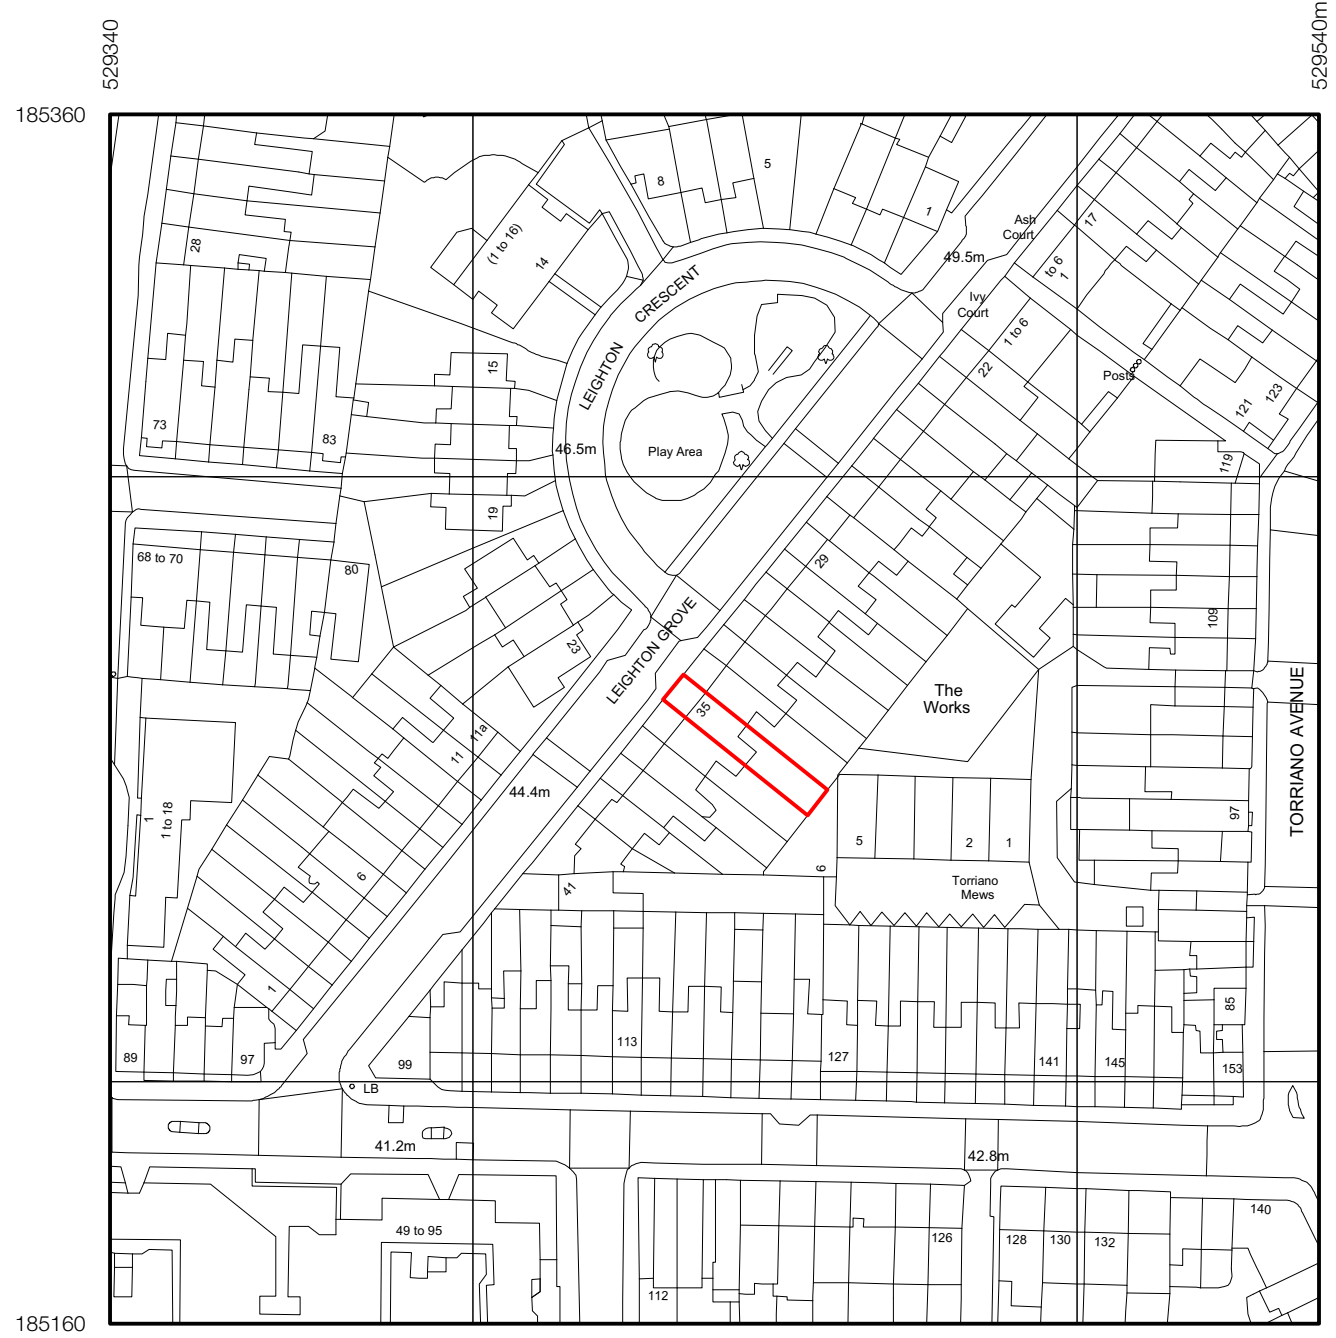 529340
529540m
185360
5
8
1
28
Ash
Court
17
(1 to 16)
14
49.5m
to 6
1
CRESCENT
Ivy
Court
1 to 6
22
LEIGHTON
15
Posts
121
123
73
83
46.5m
Play Area
119
19
68 to 70
80
29
109
23
LEIGHTON GROVE
The
Works
35
TORRIANO AVENUE
11a
11
44.4m
1
1 to 18
97
5
2
1
6
6
41
Torriano
Mews
1
85
113
127
141
145
153
89
97
99
LB
41.2m
42.8m
49 to 95
140
126
128
130
132
112
185160